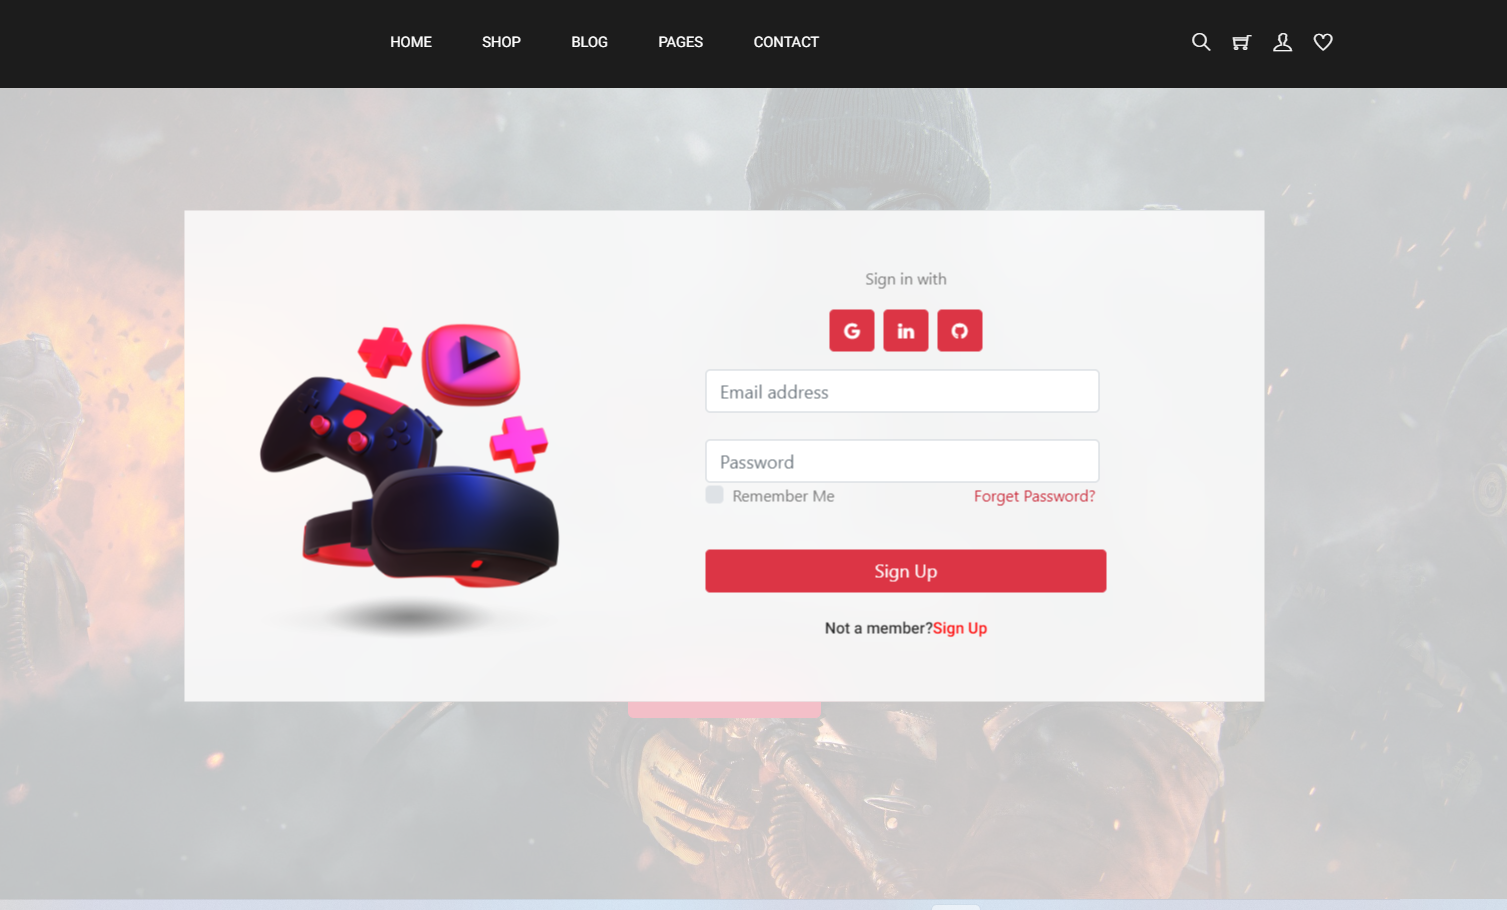 HOME SHOP BLOG PAGES CONTACT
Sign in with
G in
Email address
Password
Remember Me Forget Password?
Sign Up
Not a member?Sign Up